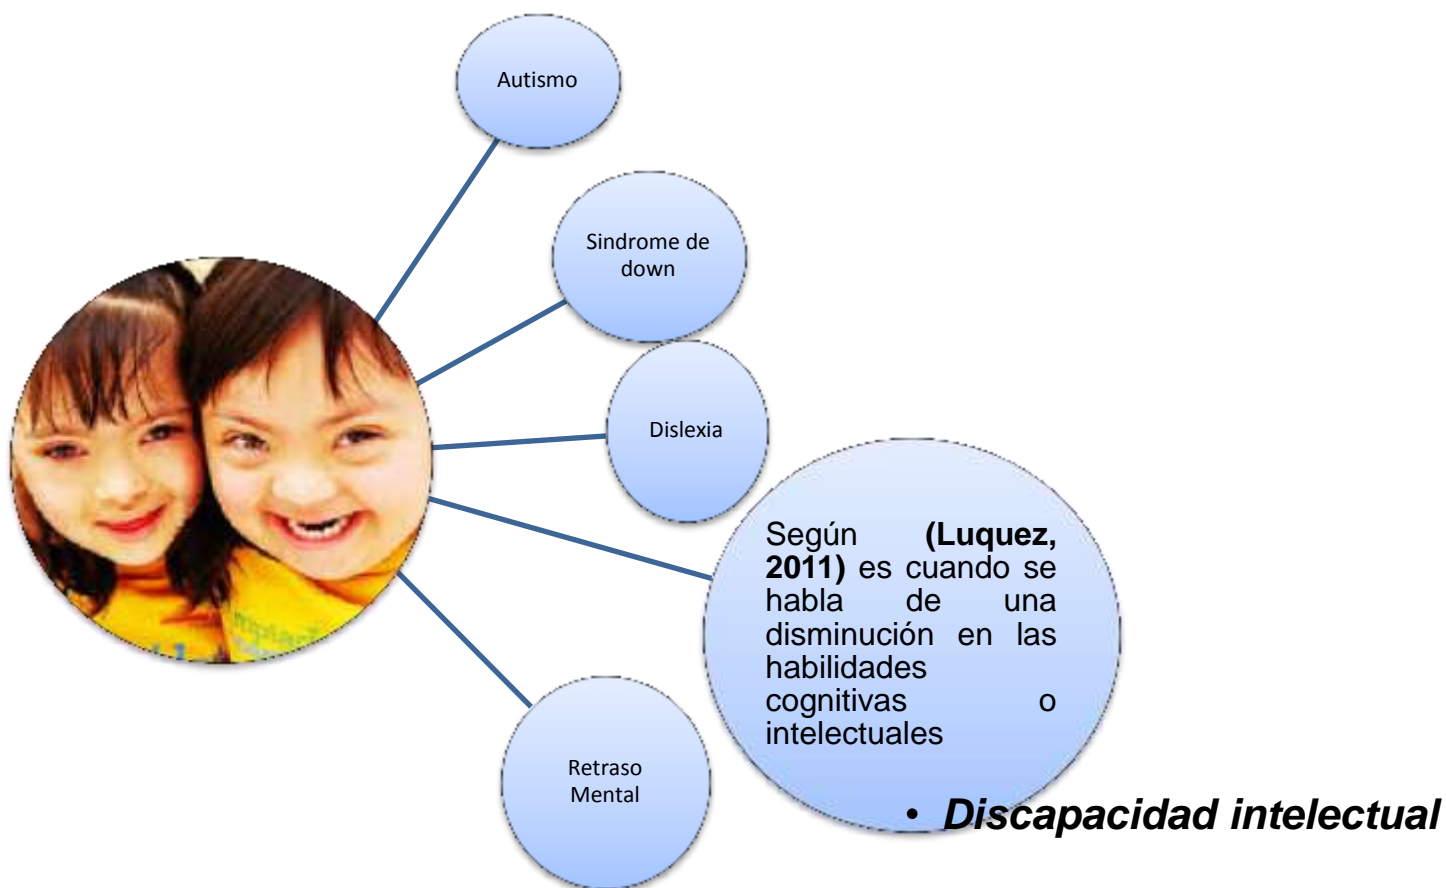 Autismo
Sindrome de
down
Dislexia
Según (Luquez,
2011) es cuando se
habla de una
disminución en las
habilidades
cognitivas o
intelectuales
• Discapacidad intelectual
Retraso
Mental